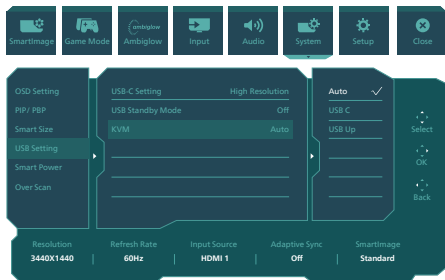 ambiglow
SmartImage Game Mode Ambiglow Input Audio System Setup Close
OSD Setting USB-C Setting High Resolution Auto
PIP/ PBP USB Standby Mode Off USB C
Smart Size KVM Auto USB Up Select
USB Setting
OK
Smart Power
Over Scan Back
Resolution Refresh Rate Input Source Adaptive Sync SmartImage
3440X1440 60Hz HDMI 1 Off Standard